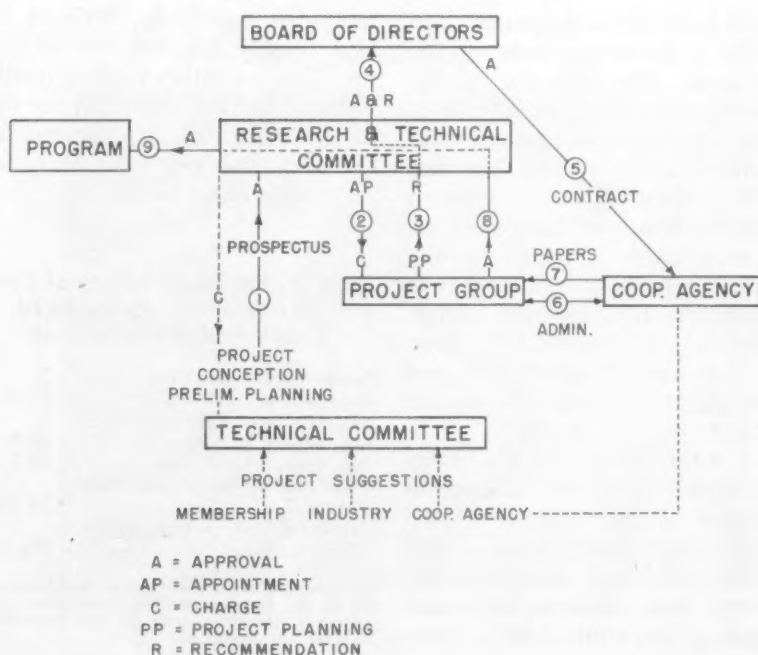 BOARD OF DIRECTORS
A
4
A & R
RESEARCH & TECHNICAL
COMMITTEE
PROGRAM
9
A
5
CONTRACT
A
AP
R
2
3
8
PROSPECTUS
C
PP
A
PAPERS
7
PROJECT GROUP
COOP. AGENCY
C
1
6
ADMIN.
PROJECT
CONCEPTION
PRELIM. PLANNING
TECHNICAL COMMITTEE
PROJECT SUGGESTIONS
MEMBERSHIP INDUSTRY COOP. AGENCY
A = APPROVAL
AP = APPOINTMENT
C = CHARGE
PP = PROJECT PLANNING
R = RECOMMENDATION